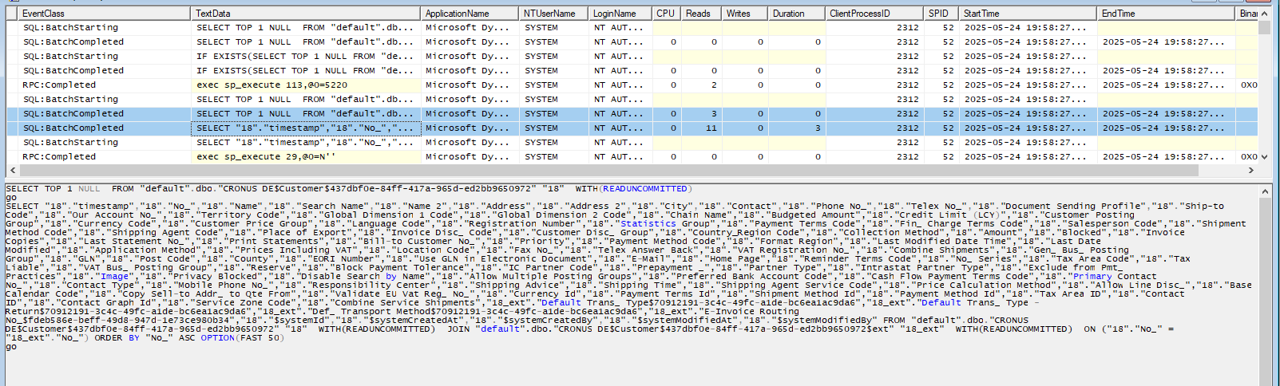 EventClass TextData ApplicationName NTUserName LoginName CPU Reads Writes Duration ClientProcessID SPID StartTime EndTime Binar
SQL:BatchStarting SELECT TOP 1 NULL  FROM "default".db... Microsoft Dy... SYSTEM NT AUT... 2312 52 2025-05-24 19:58:27...
SQL:BatchCompleted SELECT TOP 1 NULL  FROM "default".db... Microsoft Dy... SYSTEM NT AUT... 0 0 0 0 2312 52 2025-05-24 19:58:27... 2025-05-24 19:58:27...
SQL:BatchStarting IF EXISTS(SELECT TOP 1 NULL FROM "de... Microsoft Dy... SYSTEM NT AUT... 2312 52 2025-05-24 19:58:27...
SQL:BatchCompleted IF EXISTS(SELECT TOP 1 NULL FROM "de... Microsoft Dy... SYSTEM NT AUT... 0 0 0 0 2312 52 2025-05-24 19:58:27... 2025-05-24 19:58:27...
RPC:Completed exec sp_execute 113,@0=5220 Microsoft Dy... SYSTEM NT AUT... 0 2 0 0 2312 52 2025-05-24 19:58:27... 2025-05-24 19:58:27... 0X0
SQL:BatchStarting SELECT TOP 1 NULL  FROM "default".db... Microsoft Dy... SYSTEM NT AUT... 2312 52 2025-05-24 19:58:27...
SQL:BatchCompleted SELECT TOP 1 NULL  FROM "default".db... Microsoft Dy... SYSTEM NT AUT... 0 3 0 0 2312 52 2025-05-24 19:58:27... 2025-05-24 19:58:27...
SQL:BatchCompleted SELECT "18"."timestamp","18"."No_","... Microsoft Dy... SYSTEM NT AUT... 0 11 0 3 2312 52 2025-05-24 19:58:27... 2025-05-24 19:58:27...
SQL:BatchStarting SELECT "18"."timestamp","18"."No_","... Microsoft Dy... SYSTEM NT AUT... 2312 52 2025-05-24 19:58:27...
RPC:Completed exec sp_execute 29,@0=N'' Microsoft Dy... SYSTEM NT AUT... 0 0 0 0 2312 52 2025-05-24 19:58:27... 2025-05-24 19:58:27... 0X0
SELECT TOP 1 NULL  FROM "default".dbo."CRONUS DE$Customer$437dbf0e-84ff-417a-965d-ed2bb9650972" "18"  WITH(READUNCOMMITTED)
go
SELECT "18"."timestamp","18"."No_","18"."Name","18"."Search Name","18"."Name 2","18"."Address","18"."Address 2","18"."City","18"."Contact","18"."Phone No_","18"."Telex No_","18"."Document Sending Profile","18"."Ship-to
Code","18"."Our Account No_","18"."Territory Code","18"."Global Dimension 1 Code","18"."Global Dimension 2 Code","18"."Chain Name","18"."Budgeted Amount","18"."Credit Limit (LCY)","18"."Customer Posting
Group","18"."Currency Code","18"."Customer Price Group","18"."Language Code","18"."Registration Number","18"."Statistics Group","18"."Payment Terms Code","18"."Fin_ Charge Terms Code","18"."Salesperson Code","18"."Shipment
Method Code","18"."Shipping Agent Code","18"."Place of Export","18"."Invoice Disc_ Code","18"."Customer Disc_ Group","18"."Country_Region Code","18"."Collection Method","18"."Amount","18"."Blocked","18"."Invoice
Copies","18"."Last Statement No_","18"."Print Statements","18"."Bill-to Customer No_","18"."Priority","18"."Payment Method Code","18"."Format Region","18"."Last Modified Date Time","18"."Last Date
Modified","18"."Application Method","18"."Prices Including VAT","18"."Location Code","18"."Fax No_","18"."Telex Answer Back","18"."VAT Registration No_","18"."Combine Shipments","18"."Gen_ Bus_ Posting
Group","18"."GLN","18"."Post Code","18"."County","18"."EORI Number","18"."Use GLN in Electronic Document","18"."E-Mail","18"."Home Page","18"."Reminder Terms Code","18"."No_ Series","18"."Tax Area Code","18"."Tax
Liable","18"."VAT Bus_ Posting Group","18"."Reserve","18"."Block Payment Tolerance","18"."IC Partner Code","18"."Prepayment _","18"."Partner Type","18"."Intrastat Partner Type","18"."Exclude from Pmt_
Practices","18"."Image","18"."Privacy Blocked","18"."Disable Search by Name","18"."Allow Multiple Posting Groups","18"."Preferred Bank Account Code","18"."Cash Flow Payment Terms Code","18"."Primary Contact
No_","18"."Contact Type","18"."Mobile Phone No_","18"."Responsibility Center","18"."Shipping Advice","18"."Shipping Time","18"."Shipping Agent Service Code","18"."Price Calculation Method","18"."Allow Line Disc_","18"."Base
Calendar Code","18"."Copy Sell-to Addr_ to Qte From","18"."Validate EU Vat Reg_ No_","18"."Currency Id","18"."Payment Terms Id","18"."Shipment Method Id","18"."Payment Method Id","18"."Tax Area ID","18"."Contact
ID","18"."Contact Graph Id","18"."Service Zone Code","18"."Combine Service Shipments","18_ext"."Default Trans_ Type$70912191-3c4c-49fc-a1de-bc6ea1ac9da6","18_ext"."Default Trans_ Type -
Return$70912191-3c4c-49fc-a1de-bc6ea1ac9da6","18_ext"."Def_ Transport Method$70912191-3c4c-49fc-a1de-bc6ea1ac9da6","18_ext"."E-Invoice Routing
No_$fdeb586e-beff-49d8-947d-1e73ce980b34","18"."$systemId","18"."$systemCreatedAt","18"."$systemCreatedBy","18"."$systemModifiedAt","18"."$systemModifiedBy" FROM "default".dbo."CRONUS
DE$Customer$437dbf0e-84ff-417a-965d-ed2bb9650972" "18"  WITH(READUNCOMMITTED)  JOIN "default".dbo."CRONUS DE$Customer$437dbf0e-84ff-417a-965d-ed2bb9650972$ext" "18_ext"  WITH(READUNCOMMITTED)  ON ("18"."No_" =
"18_ext"."No_") ORDER BY "No_" ASC OPTION(FAST 50)
go